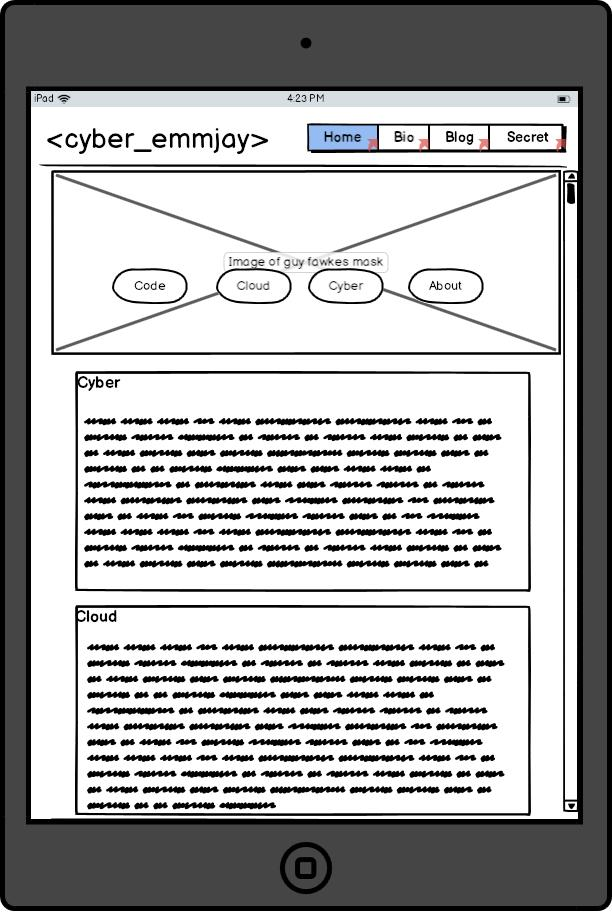 iPad 4:23 PM
<cyber_emmjay> Home Bio Blog Secret
Image of guy fawkes mask
Code Cloud Cyber About
Cyber
Cloud